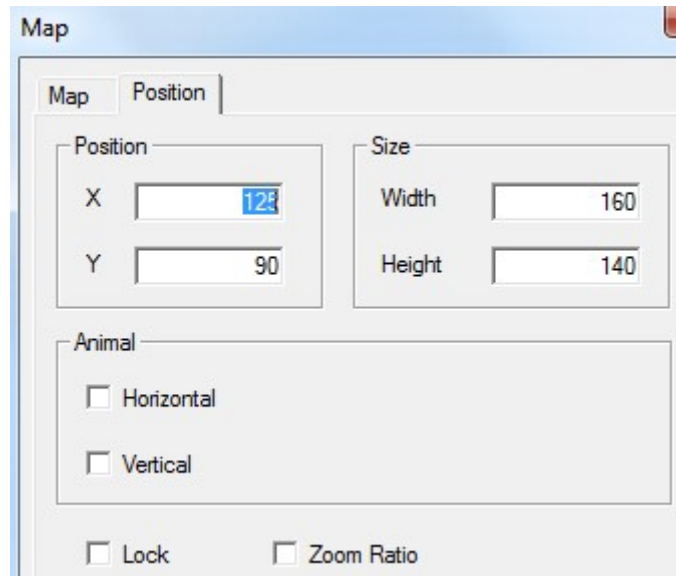 Map
Map Position
Position Size
X 125 Width 160
Y 90 Height 140
Animal
Horizontal
Vertical
Lock Zoom Ratio